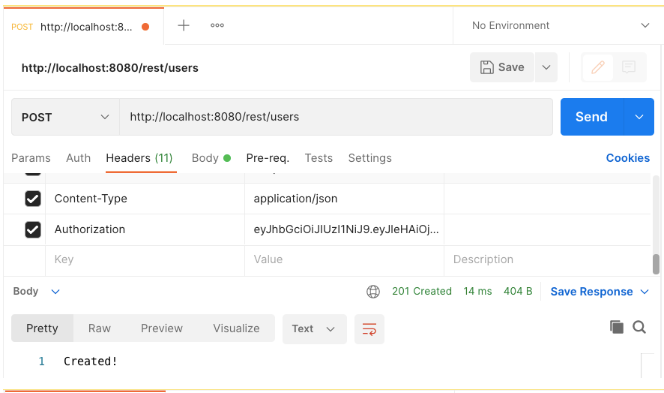 POST http://localhost:8... No Environment
http://localhost:8080/rest/users Save
POST http://localhost:8080/rest/users Send
Params Auth Headers (11) Body Pre-req. Tests Settings Cookies
Content-Type application/json
Authorization eyJhbGciOiJIUzI1NiJ9.eyJleHAiOj...
Key Value Description
Body 201 Created 14 ms 404 B Save Response
Pretty Raw Preview Visualize Text
1 Created!